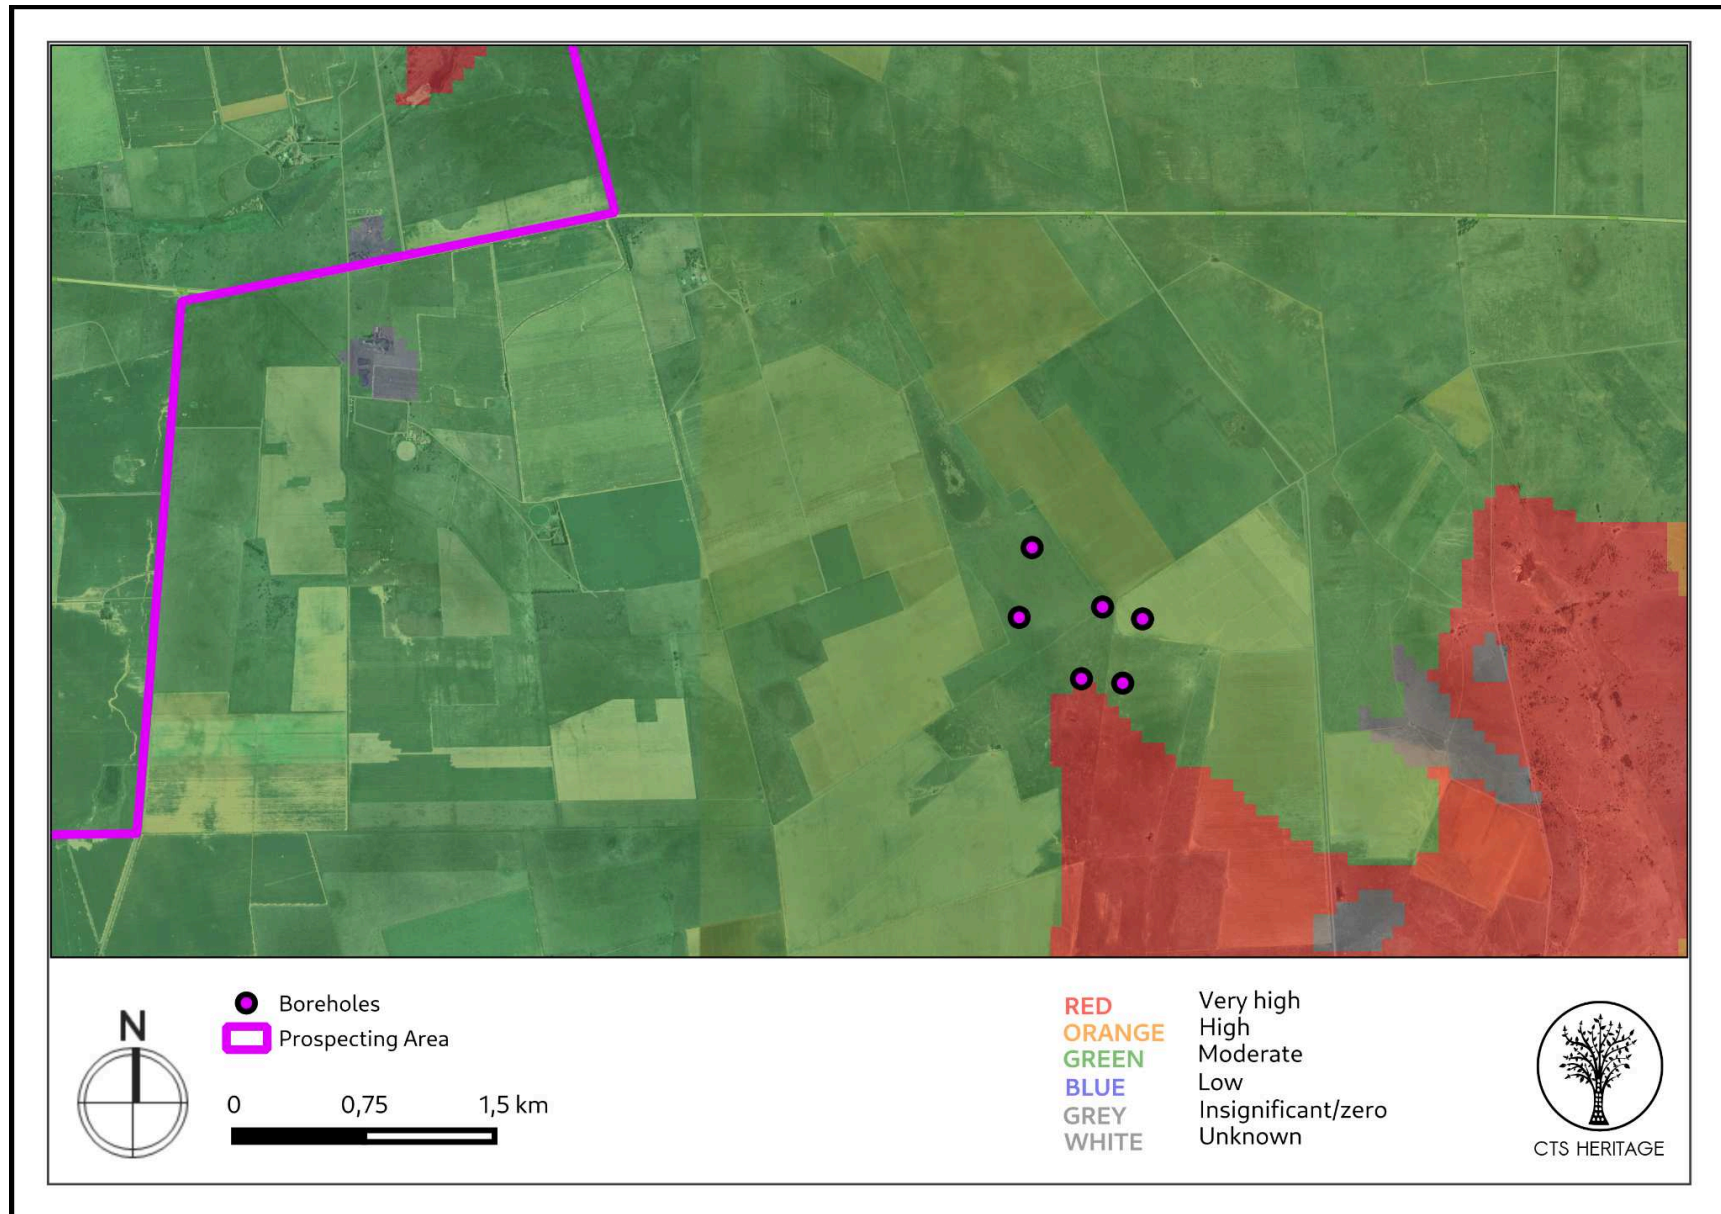 N
Boreholes
Prospecting Area
0 0,75 1,5 km
RED Very high
ORANGE High
GREEN Moderate
BLUE Low
GREY Insignificant/zero
WHITE Unknown
CTS HERITAGE